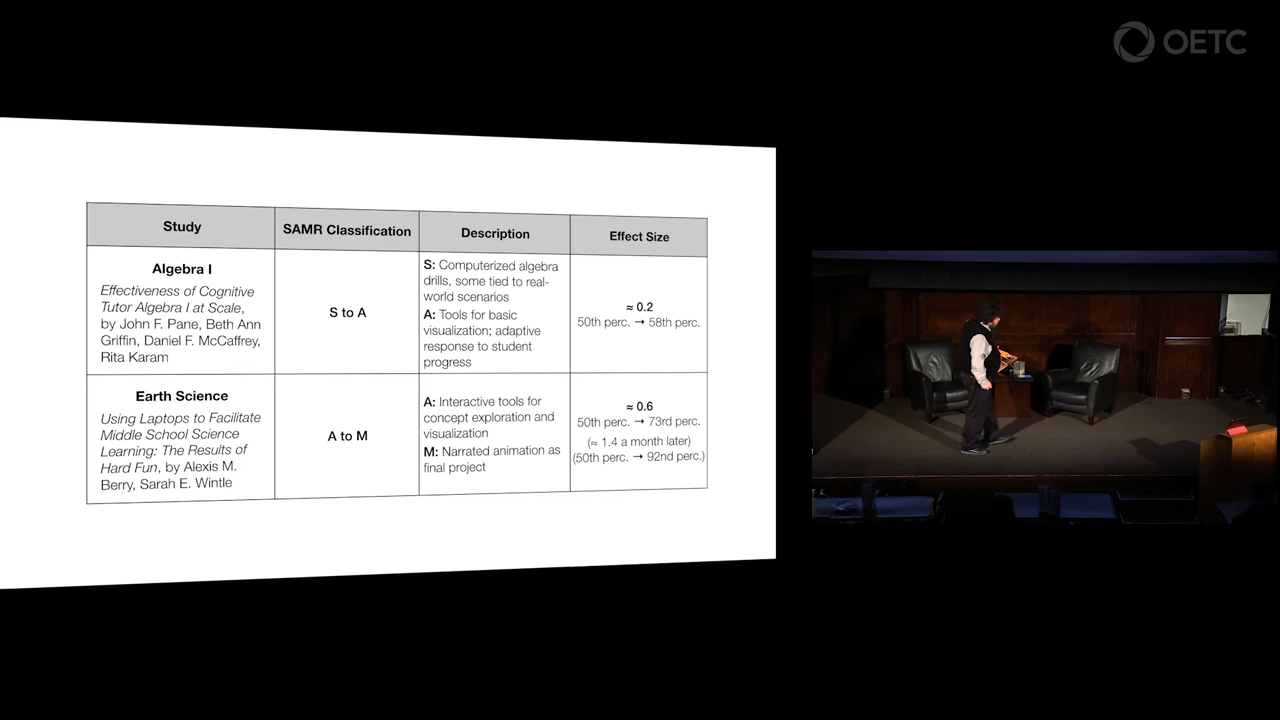 OETC
Study
SAMR Classification
Description
Effect Size
Algebra I
Effectiveness of Cognitive
Tutor Algebra I at Scale,
by John F. Pane, Beth Ann
Griffin, Daniel F. McCaffrey,
Rita Karam
S to A
S: Computerized algebra
drills, some tied to real-
world scenarios
A: Tools for basic
visualization; adaptive
response to student
progress
≈ 0.2
50th perc. → 58th perc.
Earth Science
Using Laptops to Facilitate
Middle School Science
Learning: The Results of
Hard Fun, by Alexis M.
Berry, Sarah E. Wintle
A to M
A: Interactive tools for
concept exploration and
visualization
M: Narrated animation as
final project
≈ 0.6
50th perc. → 73rd perc.
(≈ 1.4 a month later)
(50th perc. → 92nd perc.)